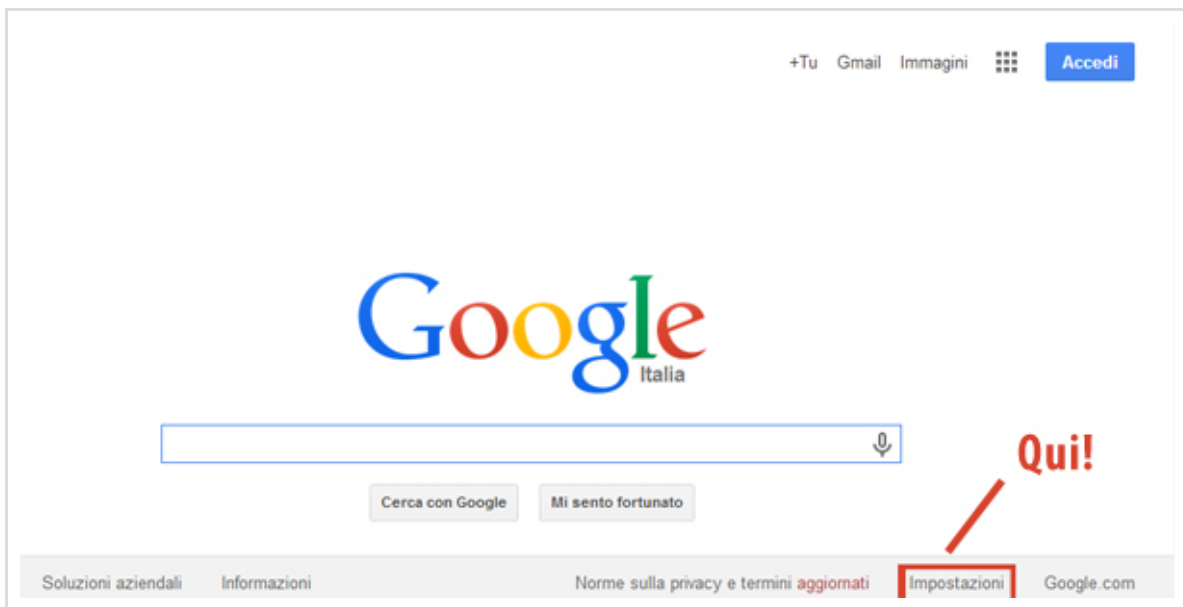 +Tu Gmail Immagini Accedi
Google
Italia
Qui!
Cerca con Google Mi sento fortunato
Soluzioni aziendali Informazioni Norme sulla privacy e termini aggiornati Impostazioni Google.com